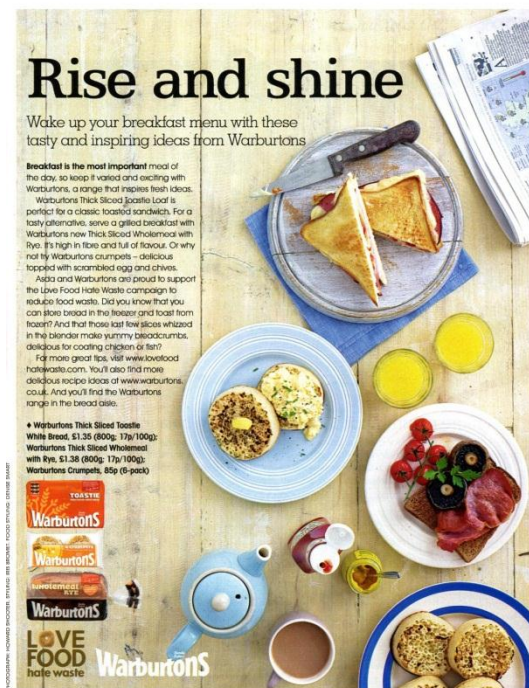 Rise and shine
Wake up your breakfast menu with these
tasty and inspiring ideas from Warburtons
Breakfast is the most important meal of
the day, so keep it varied and exciting with
Warburtons, a range that inspires fresh ideas.
Warburtons Thick Sliced Toastie Loaf is
perfect for a classic toasted sandwich. For a
tasty alternative, serve a grilled breakfast with
Warburtons new Thick Sliced Wholemeal with
Rye. It's high in fibre and full of flavour. Or why
not try Warburtons crumpets – delicious
topped with scrambled egg and chives.
Asda and Warburtons are proud to support
the Love Food Hate Waste campaign to
reduce food waste. Did you know that you
can store bread in the freezer and toast from
frozen? And that those last few slices whizzed
in the blender make yummy breadcrumbs,
delicious for coating chicken or fish?
For more great tips, visit www.lovefood
hatewaste.com. You'll also find more
delicious recipe ideas at www.warburtons.
co.uk. And you'll find the Warburtons
range in the bread aisle.
♦ Warburtons Thick Sliced Toastie
White Bread, £1.35 (800g; 17p/100g);
Warburtons Thick Sliced Wholemeal
with Rye, £1.38 (800g; 17p/100g);
Warburtons Crumpets, 85p (6-pack)
TOASTIE
Warburtons
Warburtons
Wholemeal
RYE
Warburtons
LOVE
FOOD
hate waste
Warburtons